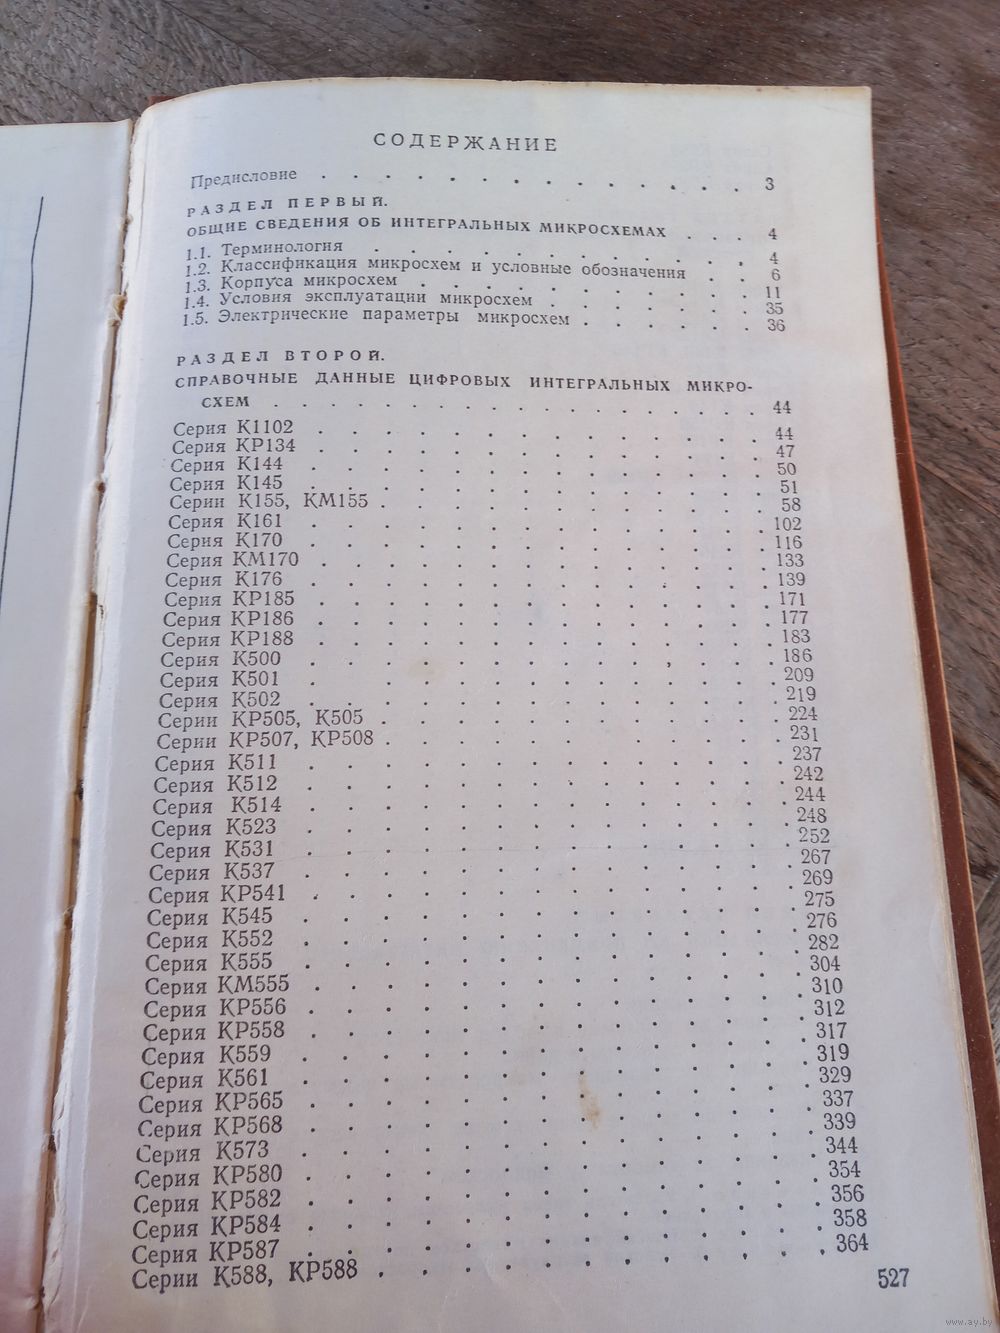 СОДЕРЖАНИЕ
Предисловие . . . . . . . . . . . . . 3
РАЗДЕЛ ПЕРВЫЙ.
ОБЩИЕ СВЕДЕНИЯ ОБ ИНТЕГРАЛЬНЫХ МИКРОСХЕМАХ . . . 4
1.1. Терминология . . . . . . . . . . 4
1.2. Классификация микросхем и условные обозначения . . 6
1.3. Корпуса микросхем . . . . . . . . . 11
1.4. Условия эксплуатации микросхем . . . . . . 35
1.5. Электрические параметры микросхем . . . . . 36
РАЗДЕЛ ВТОРОЙ.
СПРАВОЧНЫЕ ДАННЫЕ ЦИФРОВЫХ ИНТЕГРАЛЬНЫХ МИКРО-
СХЕМ . . . . . . . . . . . . . 44
Серия К1102 . . . . . . . . . . . . 44
Серия КР134 . . . . . . . . . . . . 47
Серия К144 . . . . . . . . . . . . 50
Серия К145 . . . . . . . . . . . . 51
Серии К155, КМ155 . . . . . . . . . . . 58
Серия К161 . . . . . . . . . . . . 102
Серия К170 . . . . . . . . . . . . 116
Серия КМ170 . . . . . . . . . . . . 133
Серия К176 . . . . . . . . . . . . 139
Серия КР185 . . . . . . . . . . . . 171
Серия КР186 . . . . . . . . . . . . 177
Серия КР188 . . . . . . . . . . . . 183
Серия К500 . . . . . . . . . . . . 186
Серия К501 . . . . . . . . . . . . 209
Серия К502 . . . . . . . . . . . . 219
Серии КР505, К505 . . . . . . . . . . . 224
Серии КР507, КР508 . . . . . . . . . . 231
Серия К511 . . . . . . . . . . . . 237
Серия К512 . . . . . . . . . . . . 242
Серия К514 . . . . . . . . . . . . 244
Серия К523 . . . . . . . . . . . . 248
Серия К531 . . . . . . . . . . . . 252
Серия К537 . . . . . . . . . . . . 267
Серия КР541 . . . . . . . . . . . . 269
Серия К545 . . . . . . . . . . . . 275
Серия К552 . . . . . . . . . . . . 276
Серия К555 . . . . . . . . . . . . 282
Серия КМ555 . . . . . . . . . . . . 304
Серия КР556 . . . . . . . . . . . . 310
Серия КР558 . . . . . . . . . . . . 312
Серия К559 . . . . . . . . . . . . 317
Серия К561 . . . . . . . . . . . . 319
Серия КР565 . . . . . . . . . . . . 329
Серия КР568 . . . . . . . . . . . . 337
Серия К573 . . . . . . . . . . . . 339
Серия КР580 . . . . . . . . . . . . 344
Серия КР582 . . . . . . . . . . . . 354
Серия КР584 . . . . . . . . . . . . 356
Серия КР587 . . . . . . . . . . . . 358
Серии К588, КР588 . . . . . . . . . . . 364
527
www.ay.by